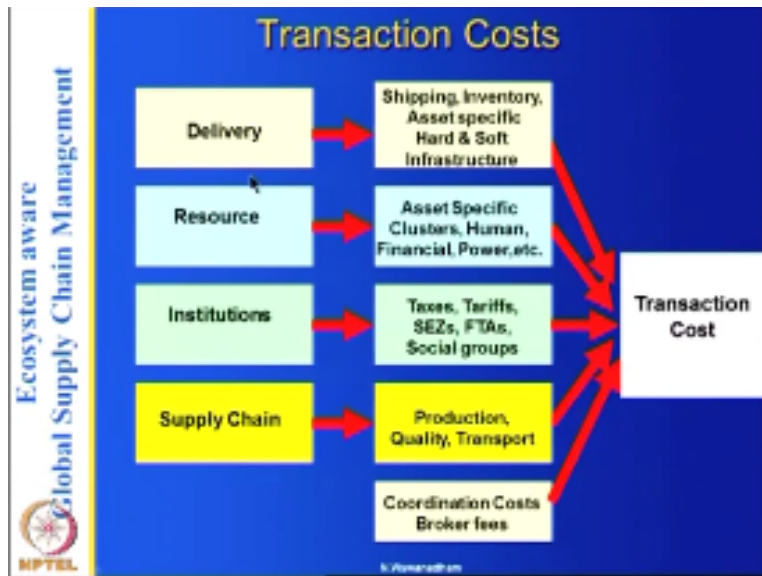 Transaction Costs
Ecosystem aware
Global Supply Chain Management
Delivery
Shipping, Inventory,
Asset specific
Hard & Soft
Infrastructure
Resource
Asset Specific
Clusters, Human,
Financial, Power,etc.
Institutions
Taxes, Tariffs,
SEZs, FTAs,
Social groups
Supply Chain
Production,
Quality, Transport
Coordination Costs
Broker fees
Transaction
Cost
NPTEL
N.Viswanadham